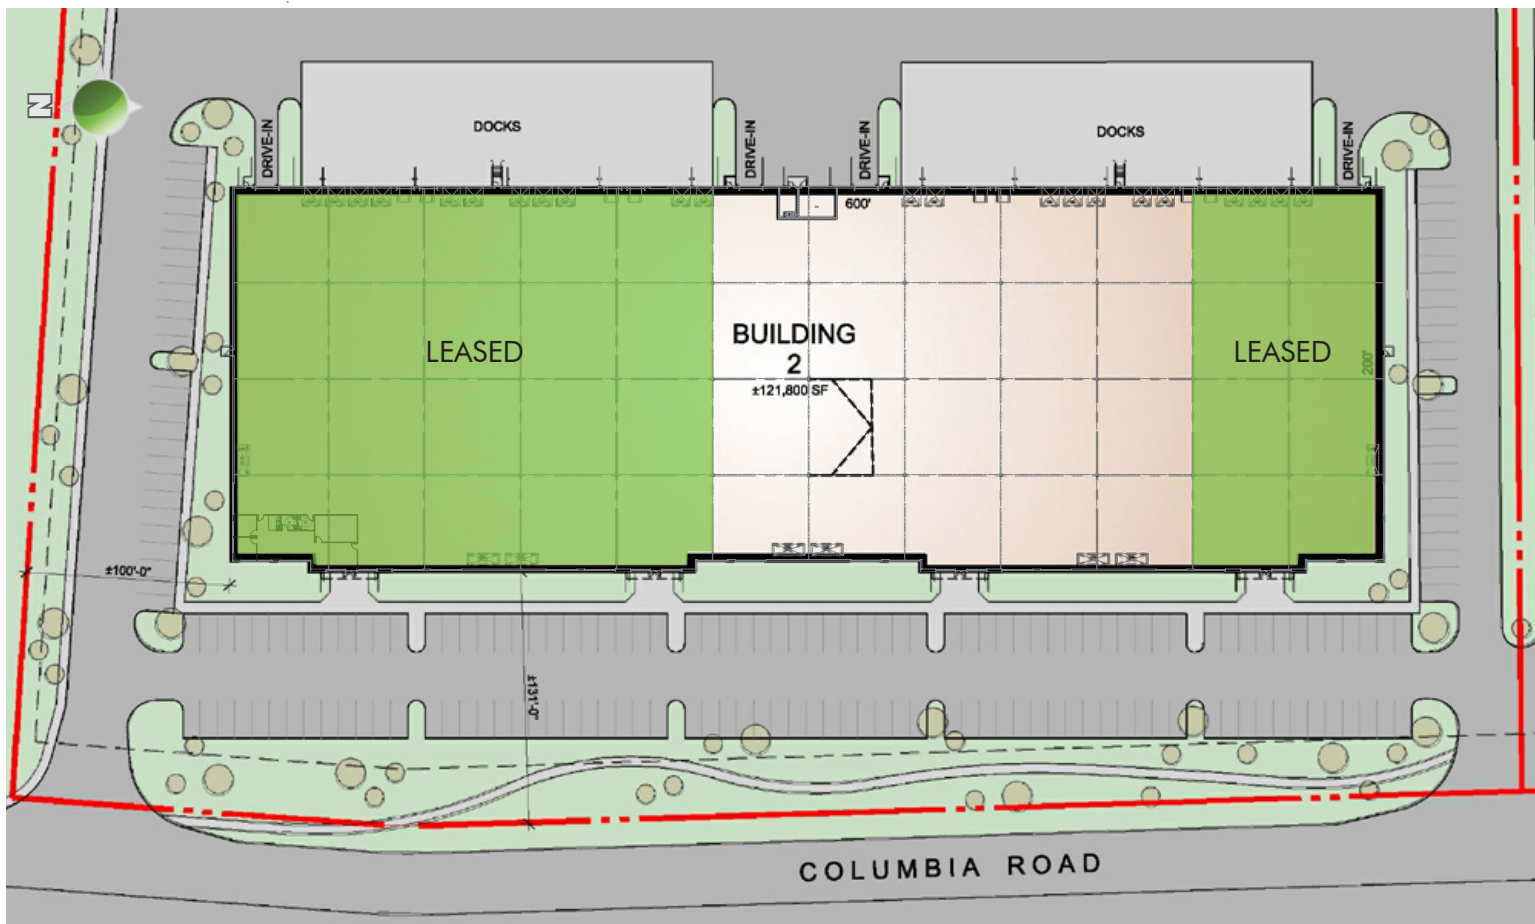 N
DOCKS
DOCKS
DRIVE-IN
DRIVE-IN
DRIVE-IN
DRIVE-IN
600'
LEASED
BUILDING
2
±121,800 SF
LEASED
200'
±100'-0"
±131'-0"
COLUMBIA ROAD